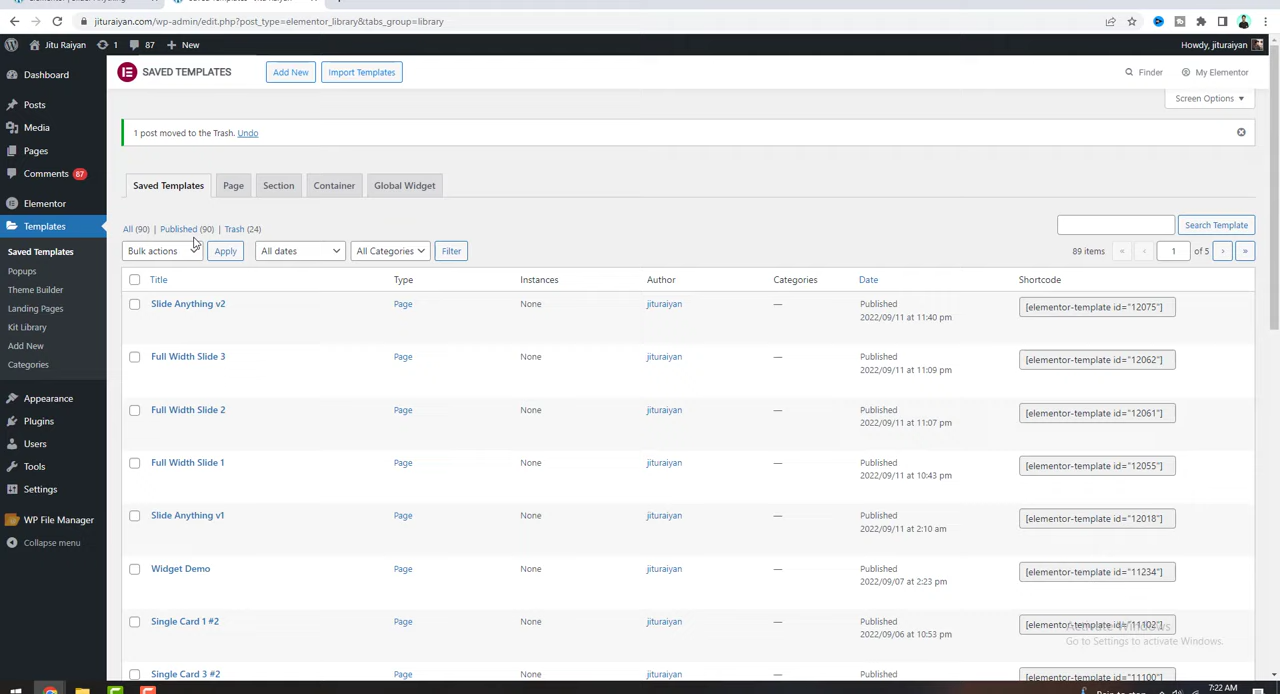 jituraiyan.com/wp-admin/edit.php?post_type=elementor_library&tabs_group=library
Jitu Raiyan 1 87 New
Howdy, jituraiyan
Dashboard
Posts
Media
Pages
Comments 87
Elementor
Templates
Saved Templates
Popups
Theme Builder
Landing Pages
Kit Library
Add New
Categories
Appearance
Plugins
Users
Tools
Settings
WP File Manager
Collapse menu
SAVED TEMPLATES Add New Import Templates Finder My Elementor
Screen Options
1 post moved to the Trash. Undo
Saved Templates Page Section Container Global Widget
All (90) | Published (90) | Trash (24) Search Template
Bulk actions Apply All dates All Categories Filter 89 items « ‹ 1 of 5 › »
Title Type Instances Author Categories Date Shortcode
Slide Anything v2 Page None jituraiyan — Published [elementor-template id="12075"]
2022/09/11 at 11:40 pm
Full Width Slide 3 Page None jituraiyan — Published [elementor-template id="12062"]
2022/09/11 at 11:09 pm
Full Width Slide 2 Page None jituraiyan — Published [elementor-template id="12061"]
2022/09/11 at 11:07 pm
Full Width Slide 1 Page None jituraiyan — Published [elementor-template id="12055"]
2022/09/11 at 10:43 pm
Slide Anything v1 Page None jituraiyan — Published [elementor-template id="12018"]
2022/09/11 at 2:10 am
Widget Demo Page None jituraiyan — Published [elementor-template id="11234"]
2022/09/07 at 2:23 pm
Single Card 1 #2 Page None jituraiyan — Published [elementor-template id="11102"]
2022/09/06 at 10:53 pm
Single Card 3 #2 Page None jituraiyan — Published [elementor-template id="11100"]
Activate Windows
Go to Settings to activate Windows.
7:22 AM